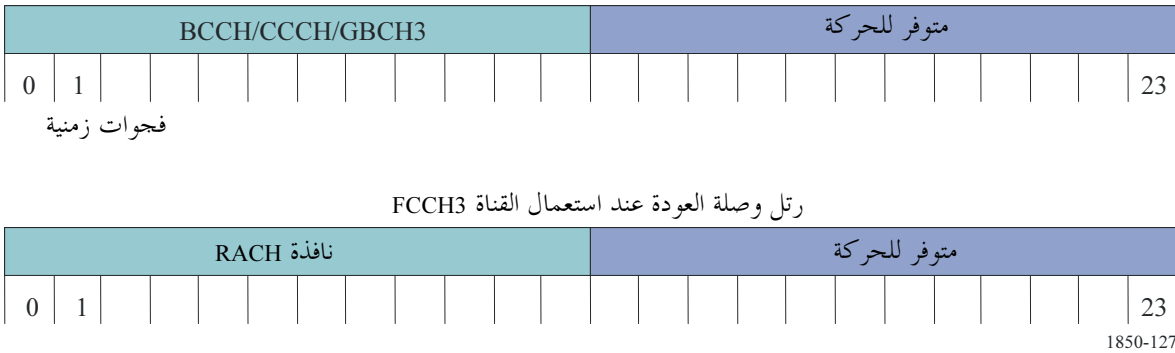 BCCH/CCCH/GBCH3 متوفر للحركة
0 1 23
فجوات زمنية
رتل وصلة العودة عند استعمال القناة FCCH3
نافذة RACH متوفر للحركة
0 1 23
1850-127